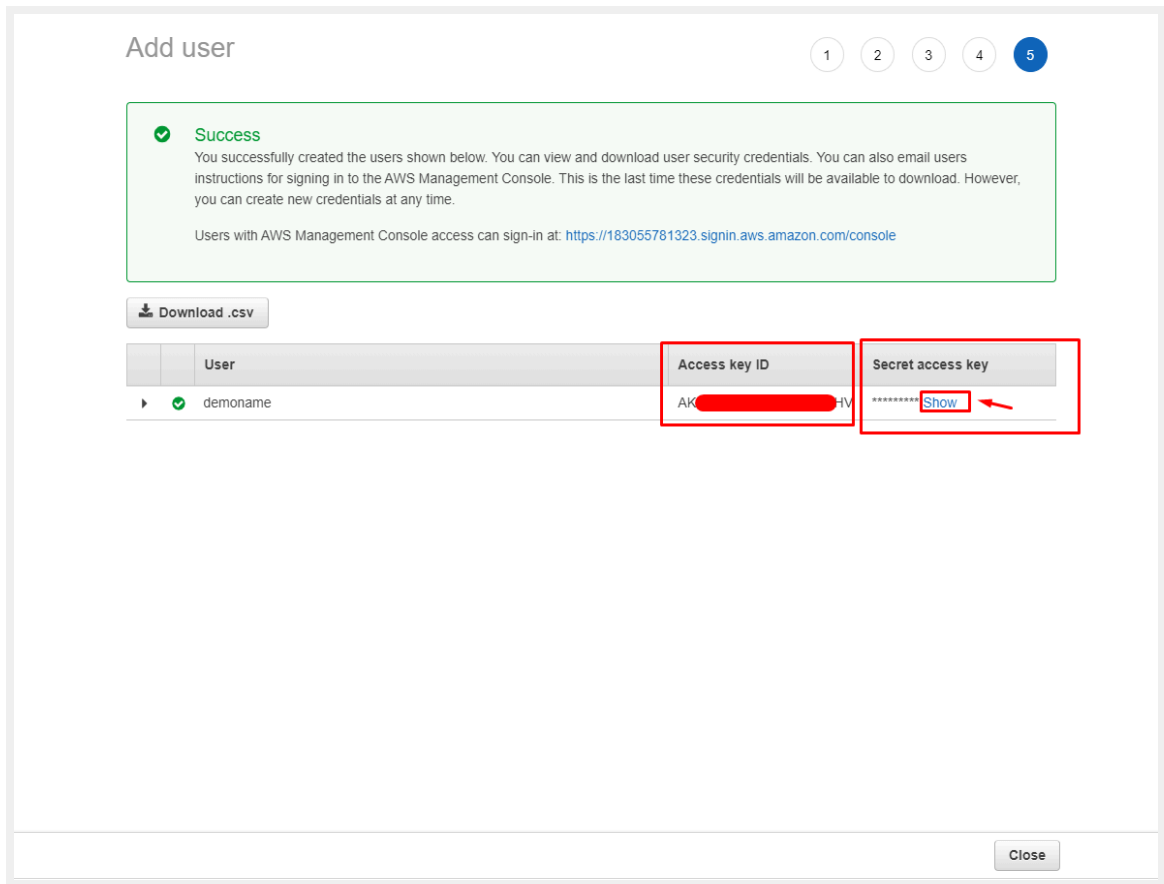 Add user
1 2 3 4 5
Success
You successfully created the users shown below. You can view and download user security credentials. You can also email users
instructions for signing in to the AWS Management Console. This is the last time these credentials will be available to download. However,
you can create new credentials at any time.
Users with AWS Management Console access can sign-in at: https://183055781323.signin.aws.amazon.com/console
Download .csv
User Access key ID Secret access key
demoname AK HV ********* Show
Close